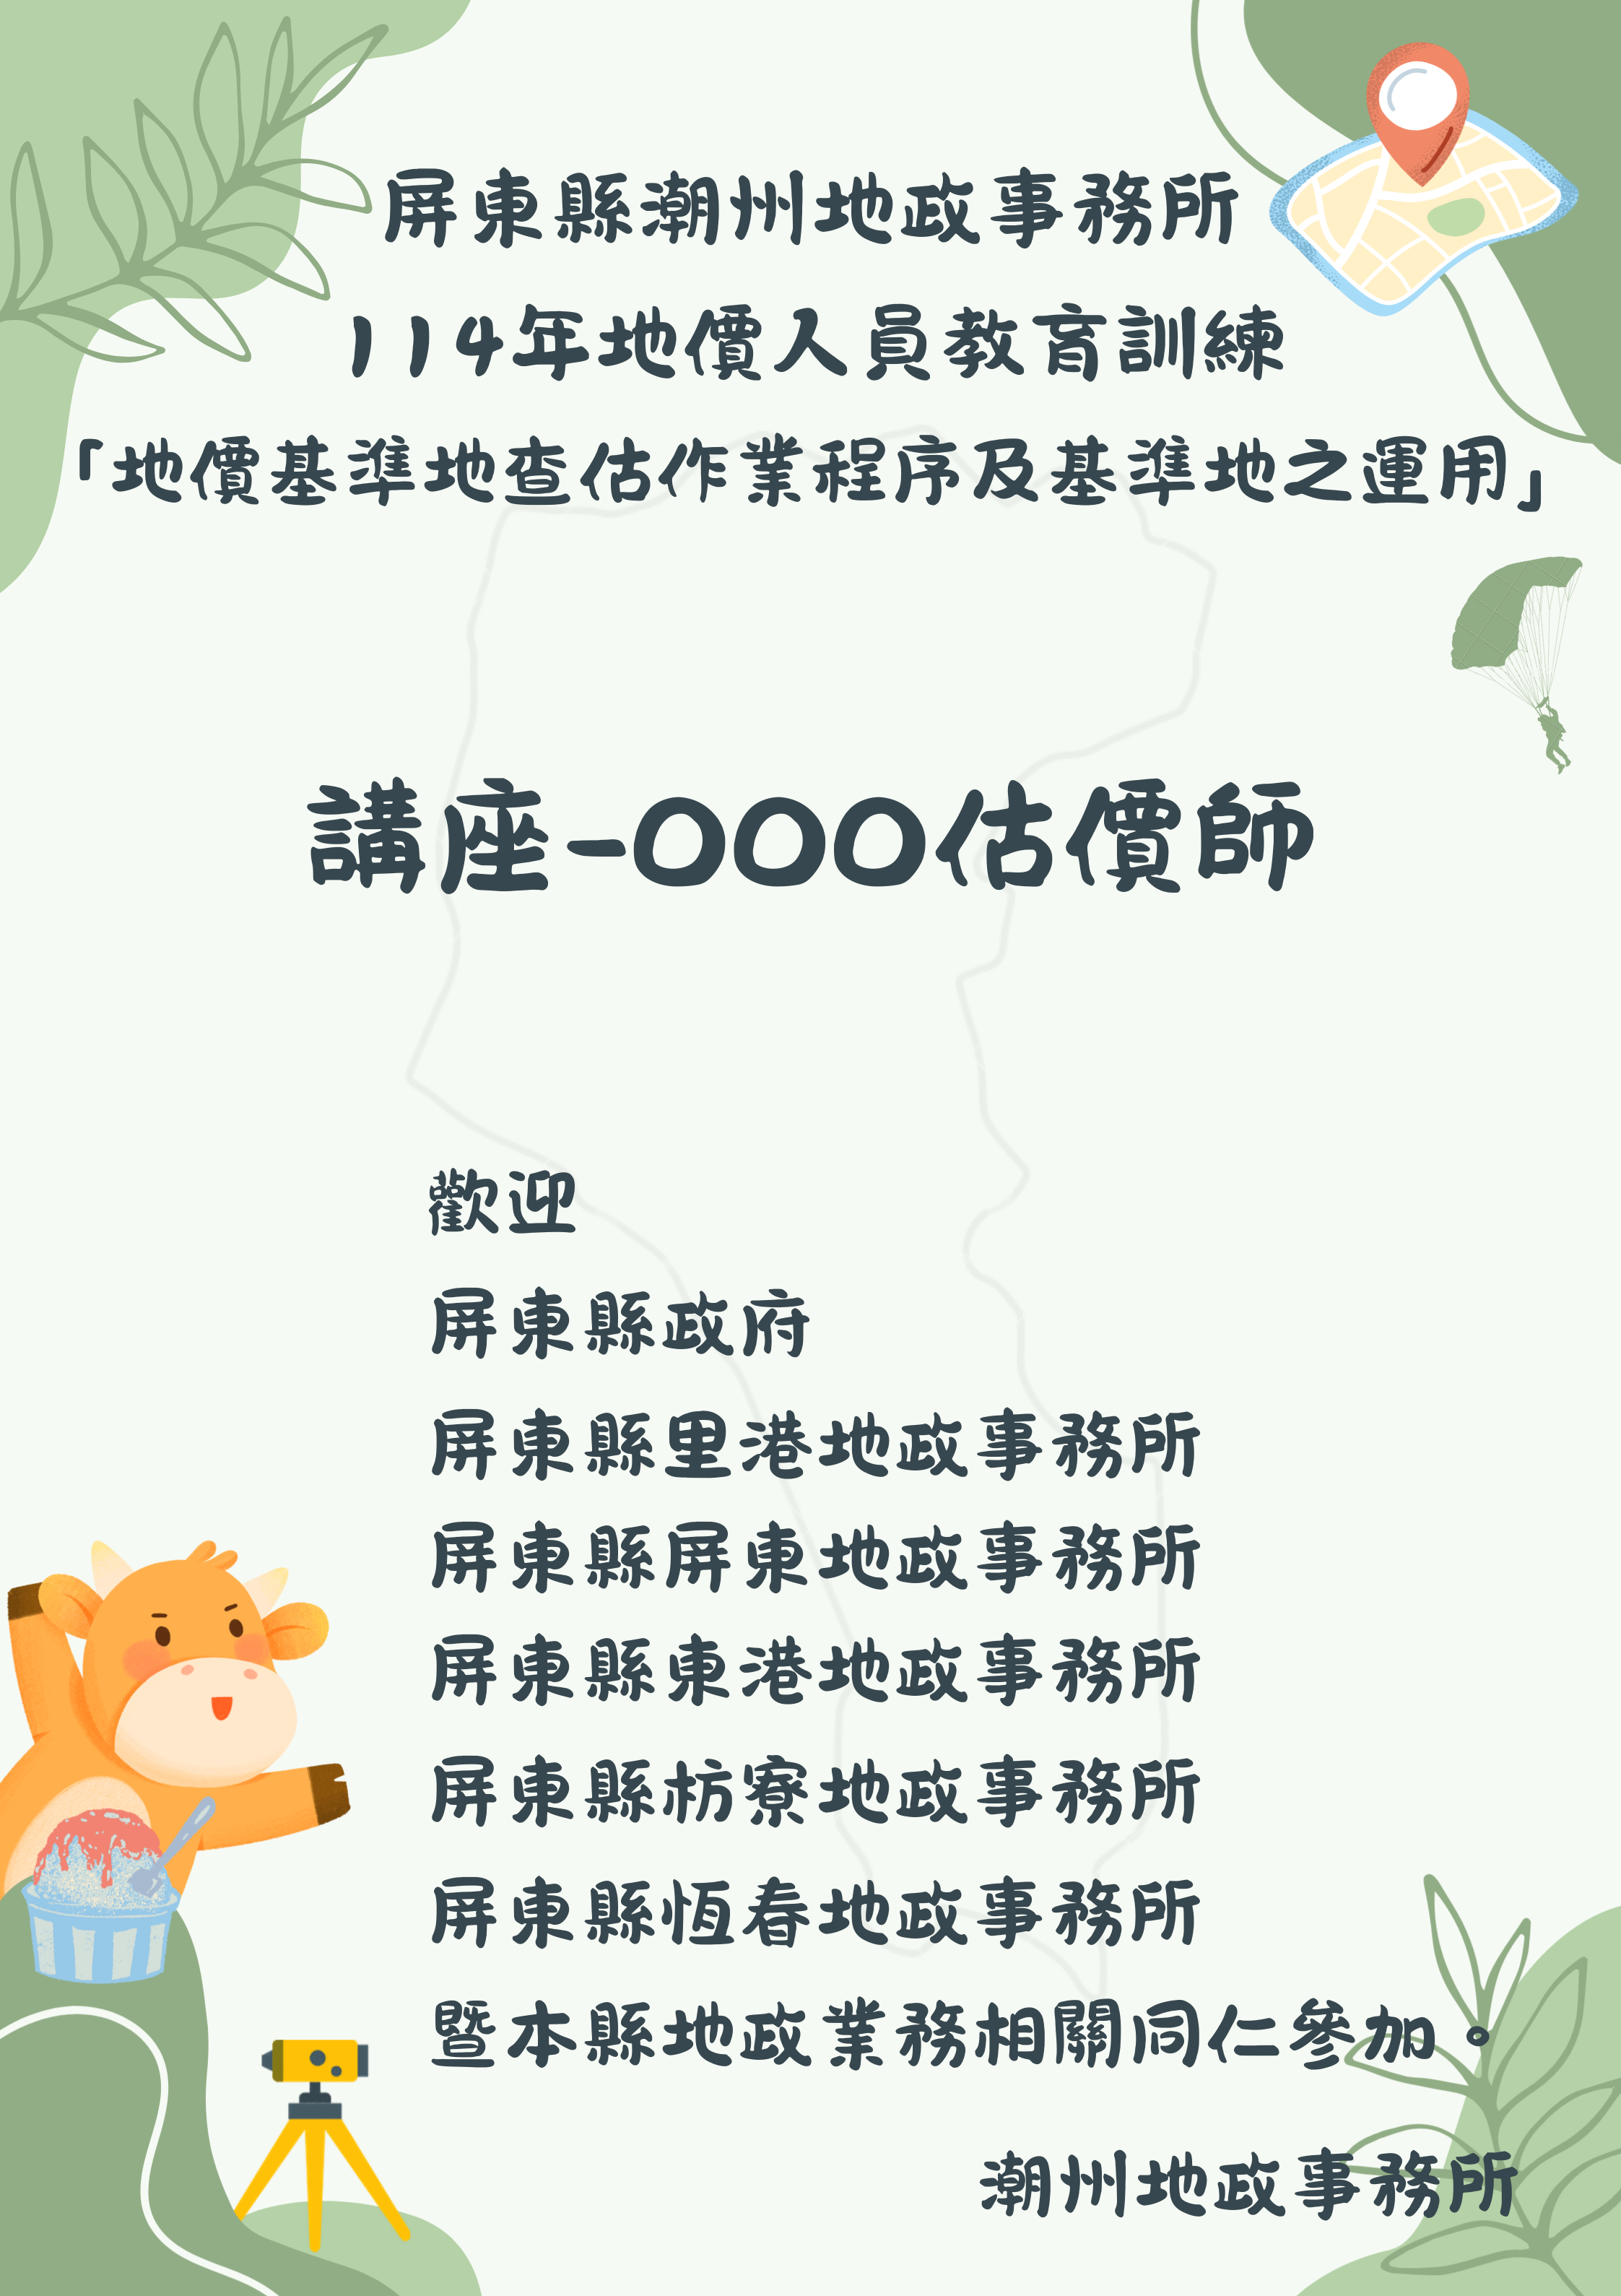 屏東縣潮州地政事務所
114年地價人員教育訓練
「地價基準地查估作業程序及基準地之運用」
講座-OOO估價師
歡迎
屏東縣政府
屏東縣里港地政事務所
屏東縣屏東地政事務所
屏東縣東港地政事務所
屏東縣枋寮地政事務所
屏東縣恆春地政事務所
暨本縣地政業務相關同仁參加。
潮州地政事務所